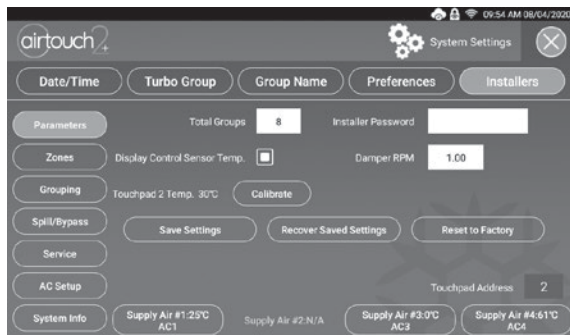 09:54 AM 08/04/2020
airtouch 2+
System Settings
Date/Time Turbo Group Group Name Preferences Installers
Parameters Total Groups 8 Installer Password
Zones Display Control Sensor Temp. Damper RPM 1.00
Grouping Touchpad 2 Temp. 30°C Calibrate
Spill/Bypass Save Settings Recover Saved Settings Reset to Factory
Service
AC Setup Touchpad Address 2
System Info Supply Air #1:25°C Supply Air #2:N/A Supply Air #3:0°C Supply Air #4:61°C
AC1 AC3 AC4